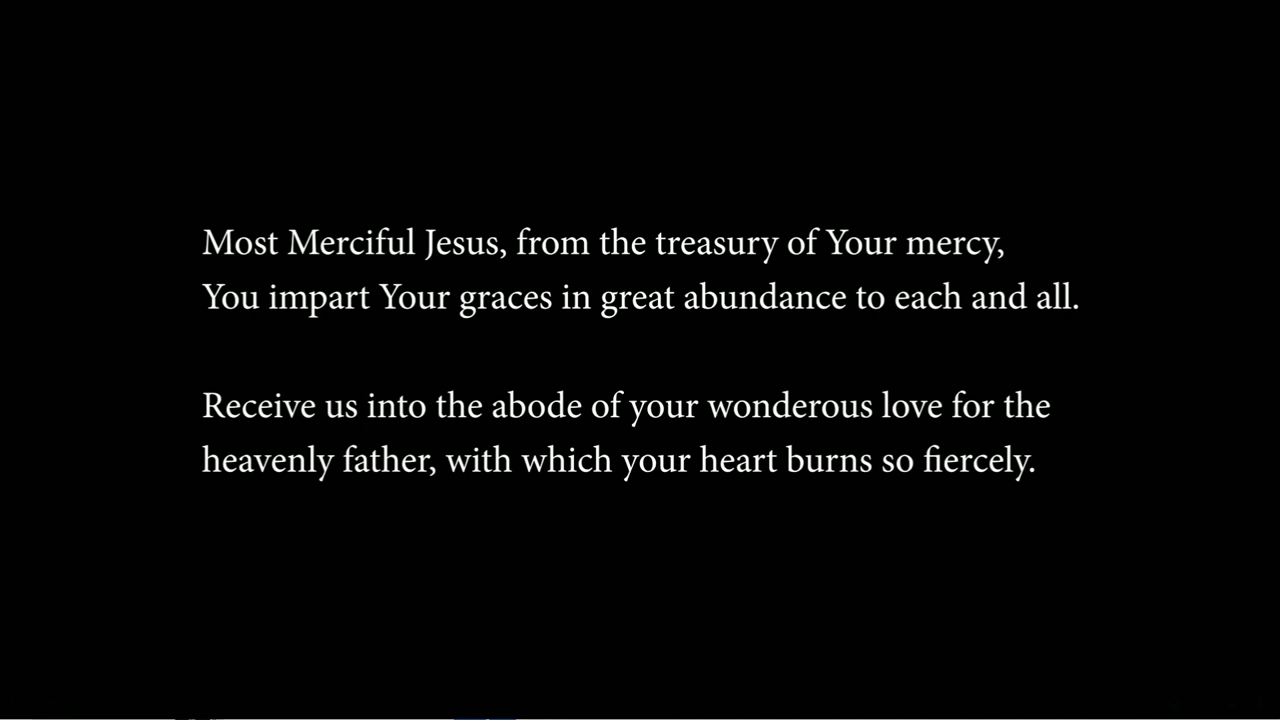 Most Merciful Jesus, from the treasury of Your mercy,
You impart Your graces in great abundance to each and all.
Receive us into the abode of your wonderous love for the
heavenly father, with which your heart burns so fiercely.